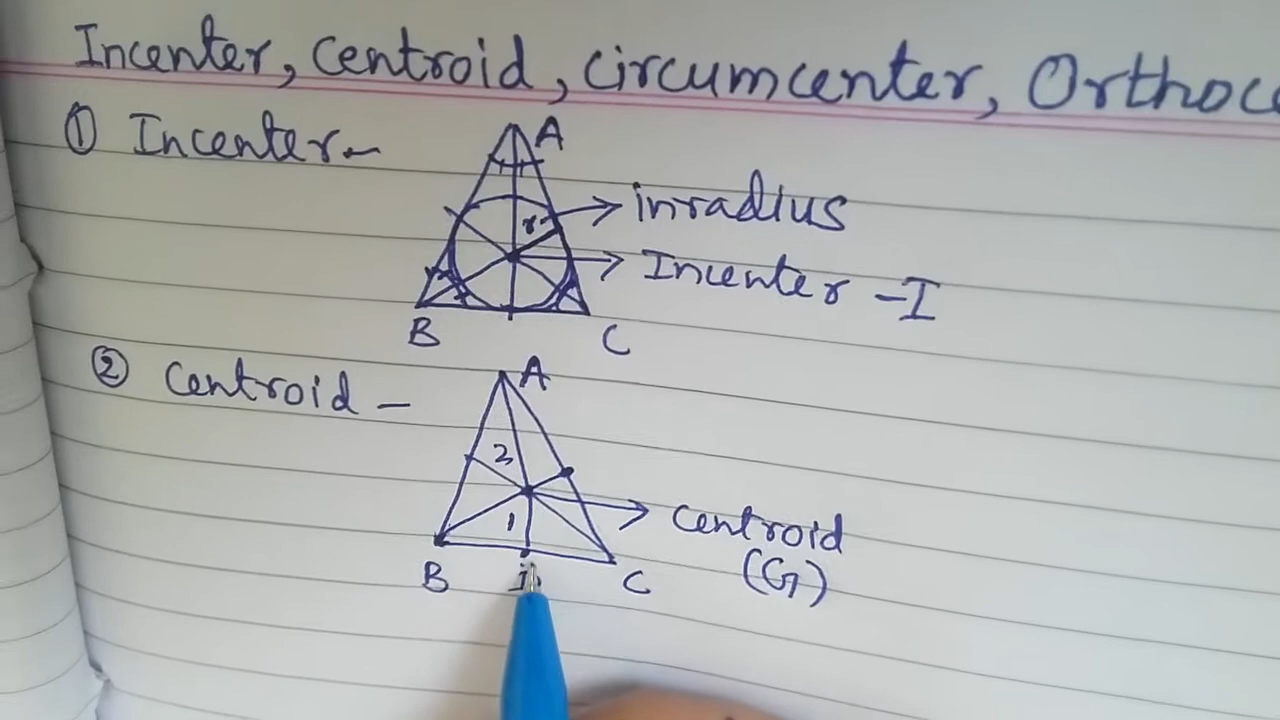 Incenter, Centroid, circumcenter,
① Incenter-
A
r
inradius
Incenter - I
B
C
② Centroid -
A
2
1
Centroid
(G)
B
C